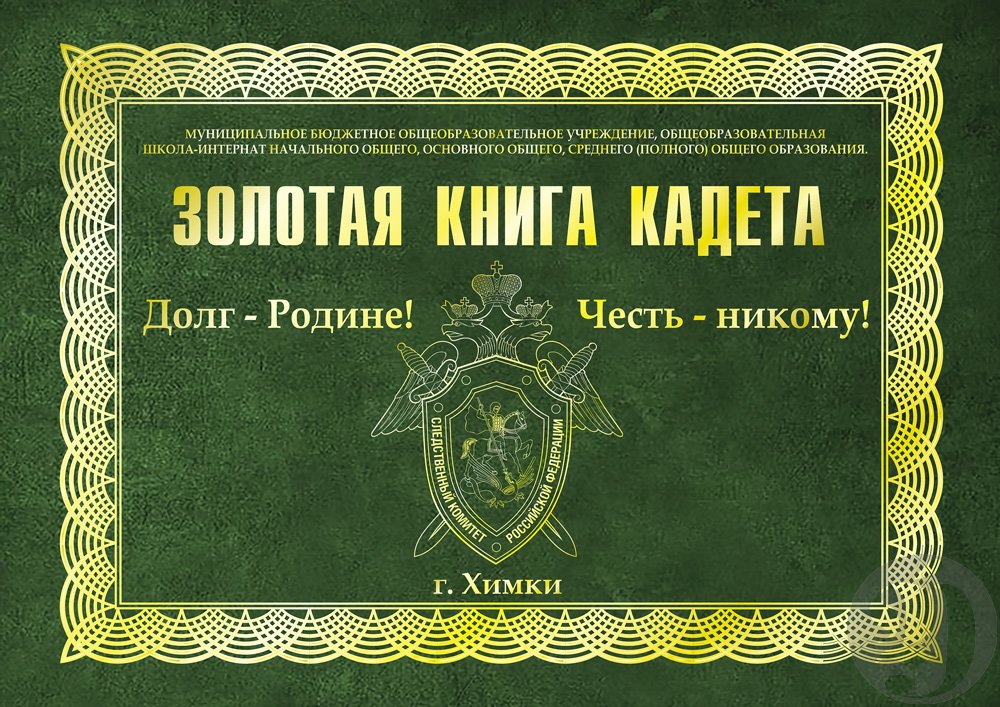 МУНИЦИПАЛЬНОЕ БЮДЖЕТНОЕ ОБЩЕОБРАЗОВАТЕЛЬНОЕ УЧРЕЖДЕНИЕ, ОБЩЕОБРАЗОВАТЕЛЬНАЯ
ШКОЛА-ИНТЕРНАТ НАЧАЛЬНОГО ОБЩЕГО, ОСНОВНОГО ОБЩЕГО, СРЕДНЕГО (ПОЛНОГО) ОБЩЕГО ОБРАЗОВАНИЯ.
ЗОЛОТАЯ КНИГА КАДЕТА
Долг - Родине! Честь - никому!
СЛЕДСТВЕННЫЙ КОМИТЕТ
РОССИЙСКОЙ ФЕДЕРАЦИИ
г. Химки